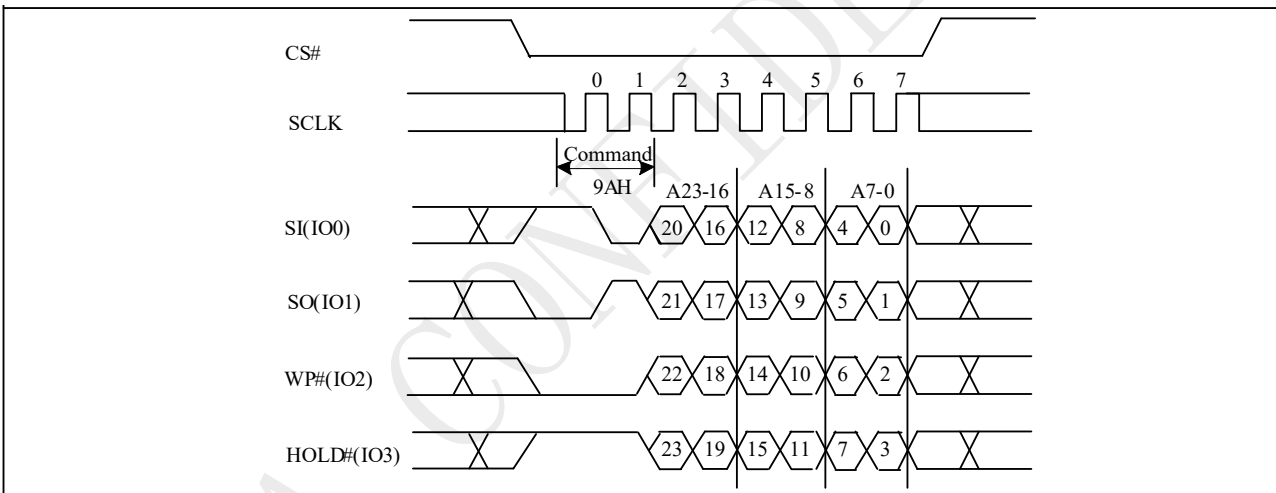 CS#
0 1 2 3 4 5 6 7
SCLK
Command
9AH
A23-16 A15-8 A7-0
SI(IO0) 20 16 12 8 4 0
SO(IO1) 21 17 13 9 5 1
WP#(IO2) 22 18 14 10 6 2
HOLD#(IO3) 23 19 15 11 7 3